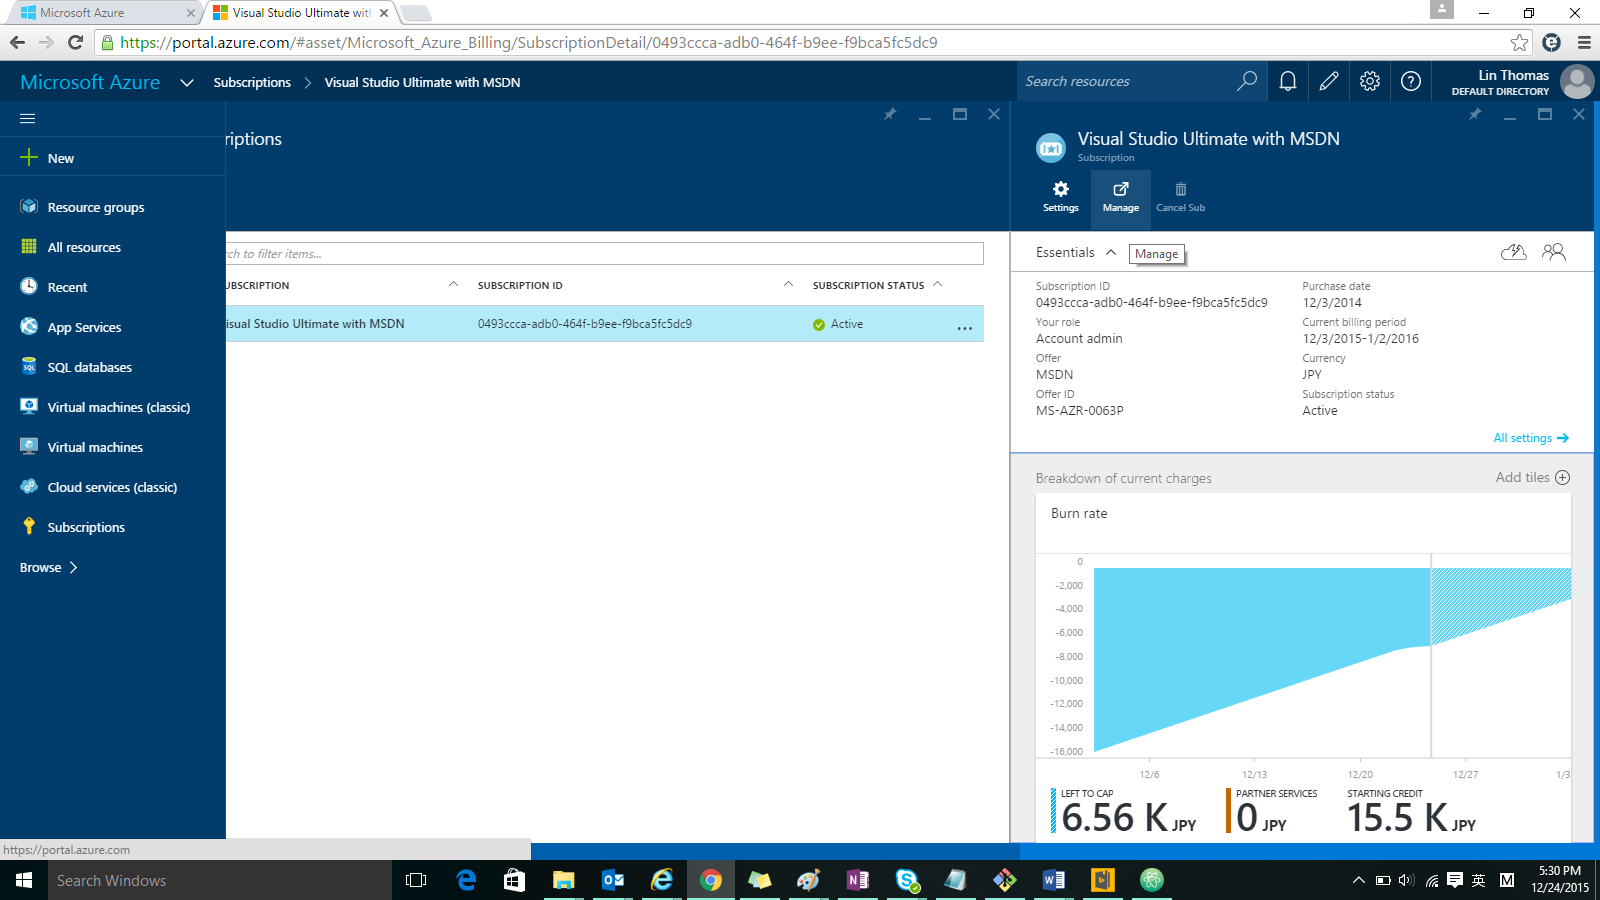 Microsoft Azure
Visual Studio Ultimate wit
https://portal.azure.com/#asset/Microsoft_Azure_Billing/SubscriptionDetail/0493ccca-adb0-464f-b9ee-f9bca5fc5dc9
Microsoft Azure
Subscriptions
Visual Studio Ultimate with MSDN
Search resources
Lin Thomas
DEFAULT DIRECTORY
New
Resource groups
All resources
Recent
App Services
SQL databases
Virtual machines (classic)
Virtual machines
Cloud services (classic)
Subscriptions
Browse
riptions
rch to filter items...
UBSCRIPTION
SUBSCRIPTION ID
SUBSCRIPTION STATUS
isual Studio Ultimate with MSDN
0493ccca-adb0-464f-b9ee-f9bca5fc5dc9
Active
...
Visual Studio Ultimate with MSDN
Subscription
Settings
Manage
Cancel Sub
Essentials
Manage
Subscription ID
0493ccca-adb0-464f-b9ee-f9bca5fc5dc9
Purchase date
12/3/2014
Your role
Account admin
Current billing period
12/3/2015-1/2/2016
Offer
MSDN
Currency
JPY
Offer ID
MS-AZR-0063P
Subscription status
Active
All settings
Breakdown of current charges
Add tiles
Burn rate
0
-2,000
-4,000
-6,000
-8,000
-10,000
-12,000
-14,000
-16,000
12/6
12/13
12/20
12/27
1/3
LEFT TO CAP
6.56 K JPY
PARTNER SERVICES
0 JPY
STARTING CREDIT
15.5 K JPY
https://portal.azure.com
Search Windows
英
M
5:30 PM
12/24/2015